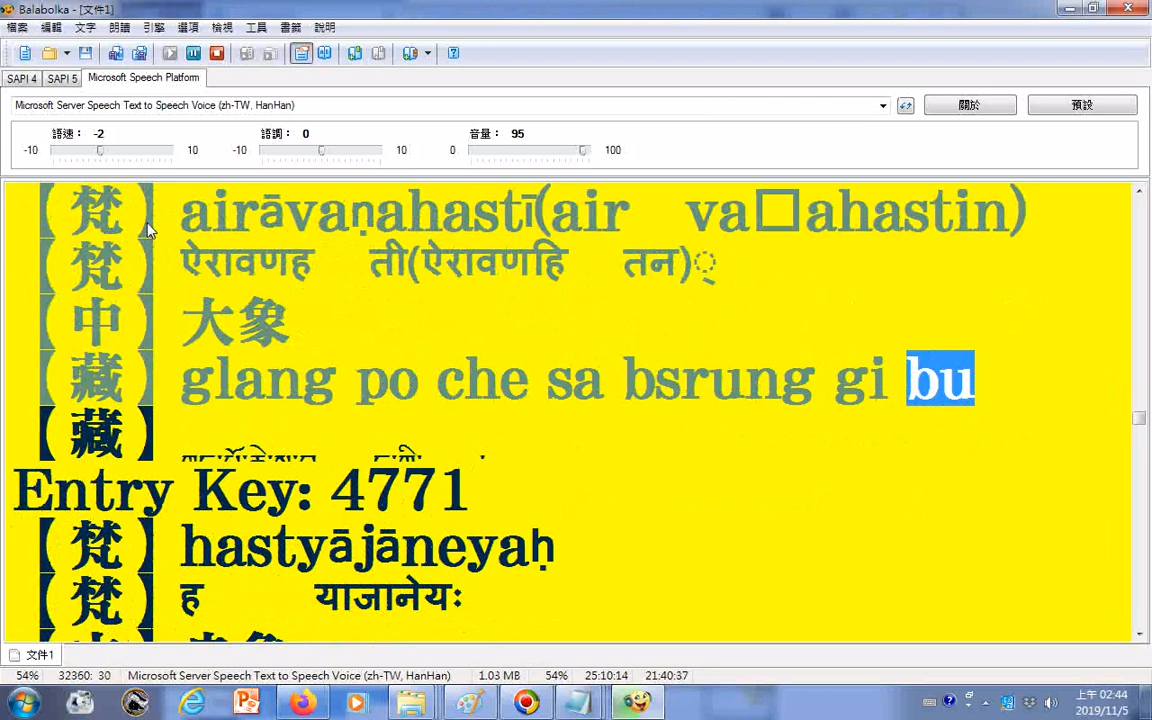 Balabolka - [文件1]
檔案 編輯 文字 朗讀 引擎 選項 檢視 工具 書籤 說明
SAPI 4 SAPI 5 Microsoft Speech Platform
Microsoft Server Speech Text to Speech Voice (zh-TW, HanHan) 關於 預設
語速： -2 語調： 0 音量： 95
-10 10 -10 10 0 100
【梵】 airāvaṇahastī(air va□ahastin)
【梵】 ऐरावणह ती(ऐरावणहि तन)्
【中】 大象
【藏】 glang po che sa bsrung gi bu
【藏】
Entry Key: 4771
【梵】 hastyājāneyaḥ
【梵】 ह याजानेयः
文件1
54% 32360: 30 Microsoft Server Speech Text to Speech Voice (zh-TW, HanHan) 1.03 MB 54% 25:10:14 21:40:37
上午 02:44
2019/11/5